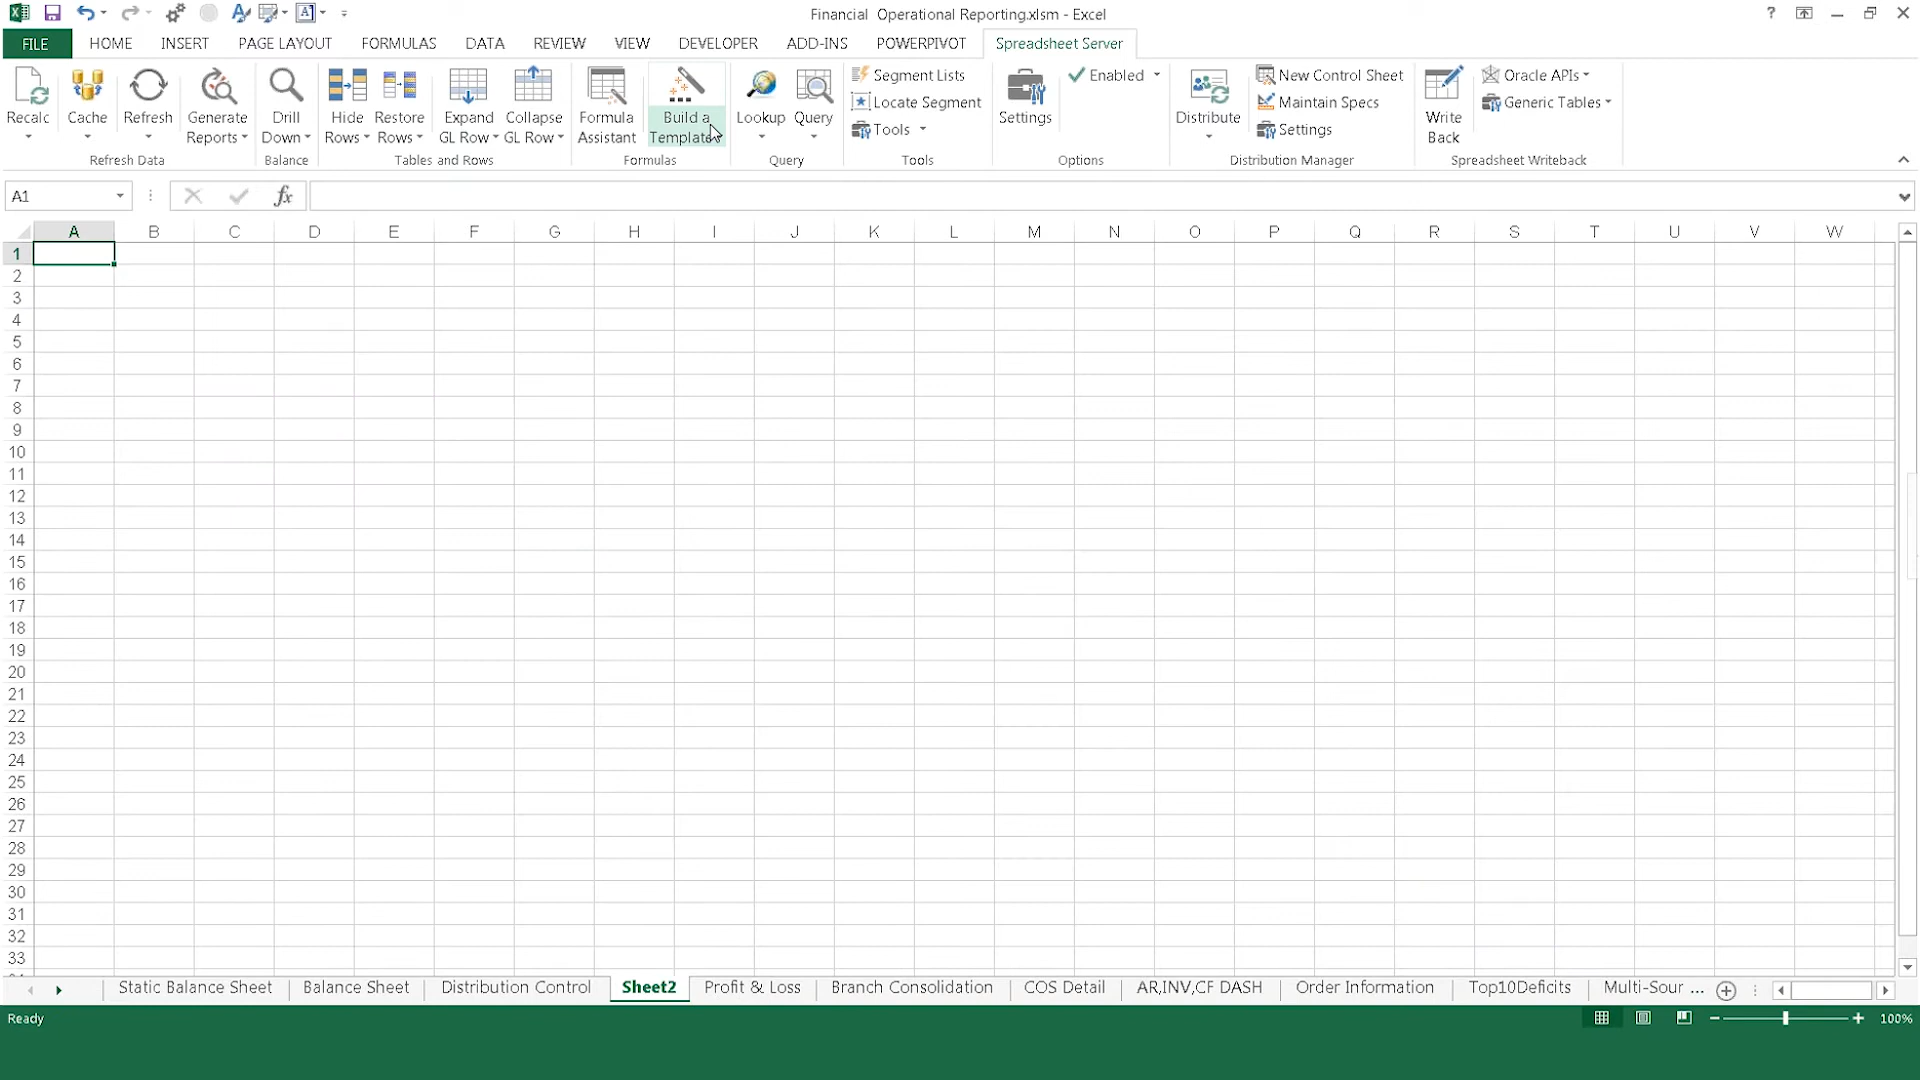 Financial  Operational Reporting.xlsm - Excel
FILE HOME INSERT PAGE LAYOUT FORMULAS DATA REVIEW VIEW DEVELOPER ADD-INS POWERPIVOT Spreadsheet Server
Recalc
Cache
Refresh
Generate Reports
Refresh Data
Drill Down
Balance
Hide Rows
Restore Rows
Expand GL Row
Collapse GL Row
Tables and Rows
Formula Assistant
Build a Template
Formulas
Lookup
Query
Query
Segment Lists
Locate Segment
Tools
Tools
Settings
Enabled
Options
Distribute
New Control Sheet
Maintain Specs
Settings
Distribution Manager
Write Back
Oracle APIs
Generic Tables
Spreadsheet Writeback
A1
fx
A B C D E F G H I J K L M N O P Q R S T U V W
1
2
3
4
5
6
7
8
9
10
11
12
13
14
15
16
17
18
19
20
21
22
23
24
25
26
27
28
29
30
31
32
33
Static Balance Sheet Balance Sheet Distribution Control Sheet2 Profit & Loss Branch Consolidation COS Detail AR,INV,CF DASH Order Information Top10Deficits Multi-Sour ...
Ready
100%